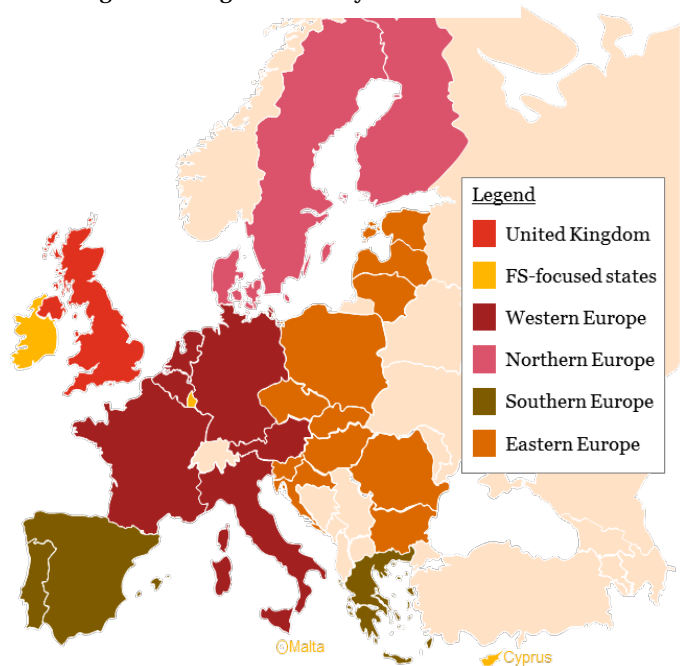 Legend
United Kingdom
FS-focused states
Western Europe
Northern Europe
Southern Europe
Eastern Europe
Malta
Cyprus